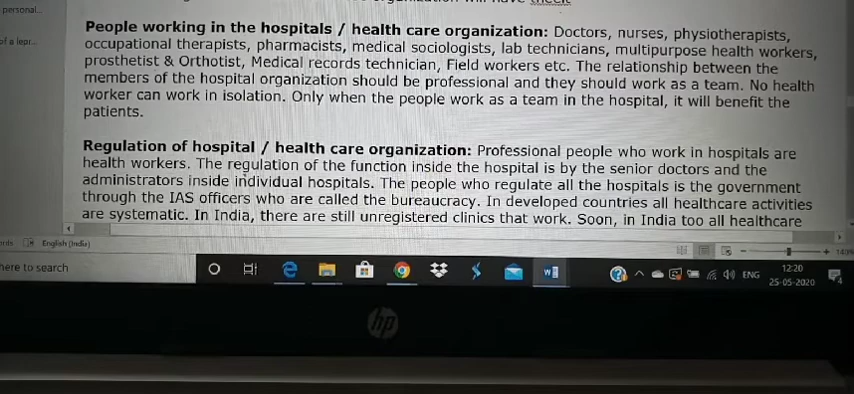 personal...
of a lepr...
People working in the hospitals / health care organization: Doctors, nurses, physiotherapists,
occupational therapists, pharmacists, medical sociologists, lab technicians, multipurpose health workers,
prosthetist & Orthotist, Medical records technician, Field workers etc. The relationship between the
members of the hospital organization should be professional and they should work as a team. No health
worker can work in isolation. Only when the people work as a team in the hospital, it will benefit the
patients.
Regulation of hospital / health care organization: Professional people who work in hospitals are
health workers. The regulation of the function inside the hospital is by the senior doctors and the
administrators inside individual hospitals. The people who regulate all the hospitals is the government
through the IAS officers who are called the bureaucracy. In developed countries all healthcare activities
are systematic. In India, there are still unregistered clinics that work. Soon, in India too all healthcare
English (India)
here to search
ENG
12:20
25-05-2020
hp